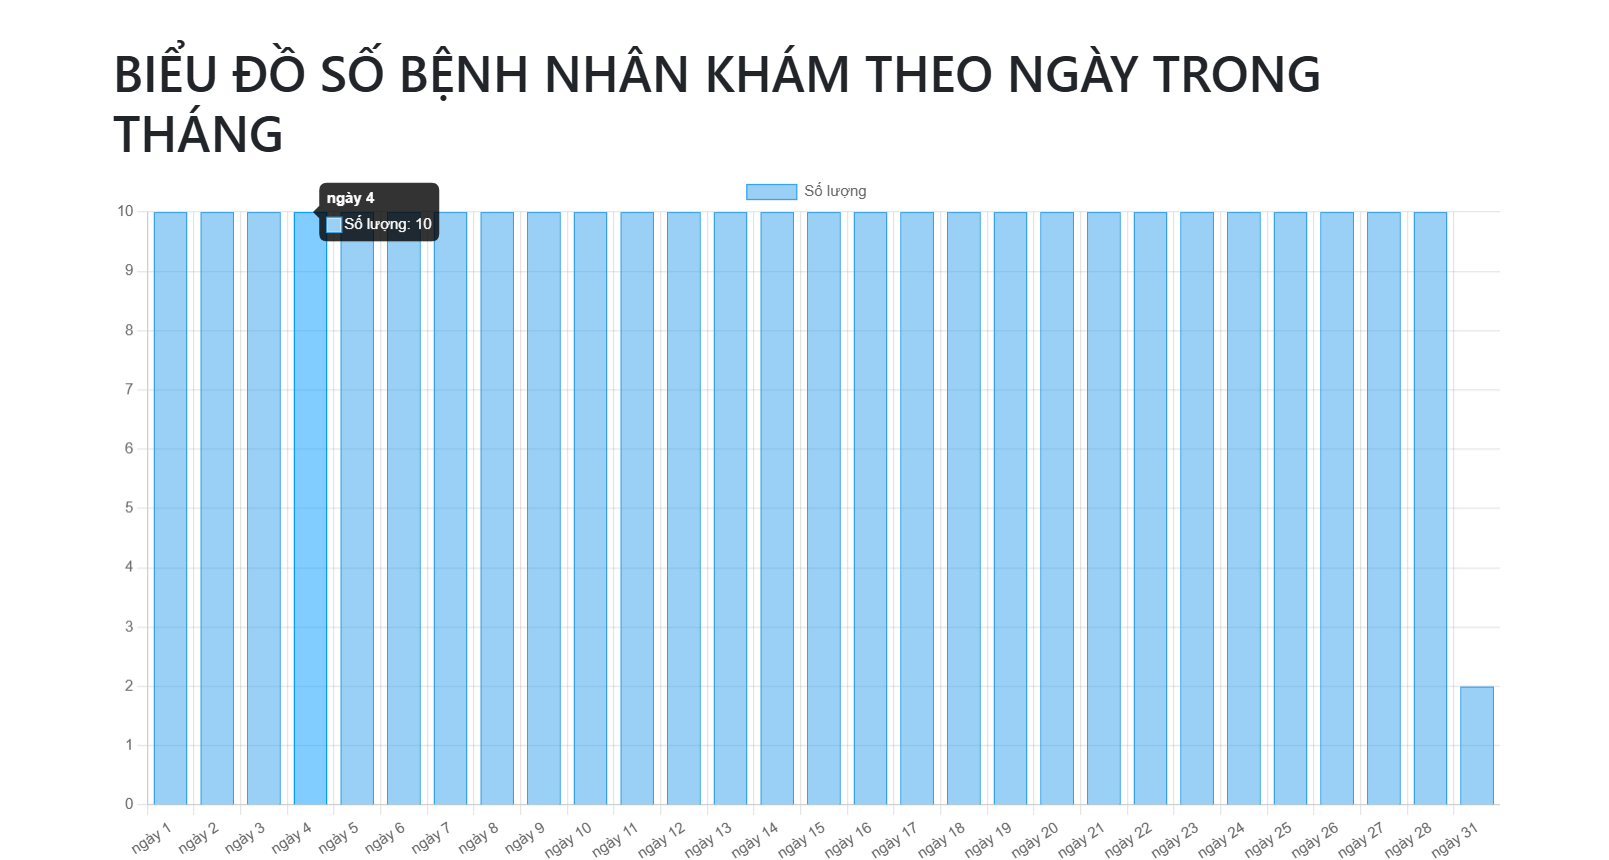 BIỂU ĐỒ SỐ BỆNH NHÂN KHÁM THEO NGÀY TRONG
THÁNG
Số lượng
ngày 4
Số lượng: 10
10
9
8
7
6
5
4
3
2
1
0
ngày 1 ngày 2 ngày 3 ngày 4 ngày 5 ngày 6 ngày 7 ngày 8 ngày 9 ngày 10 ngày 11 ngày 12 ngày 13 ngày 14 ngày 15 ngày 16 ngày 17 ngày 18 ngày 19 ngày 20 ngày 21 ngày 22 ngày 23 ngày 24 ngày 25 ngày 26 ngày 27 ngày 28 ngày 31